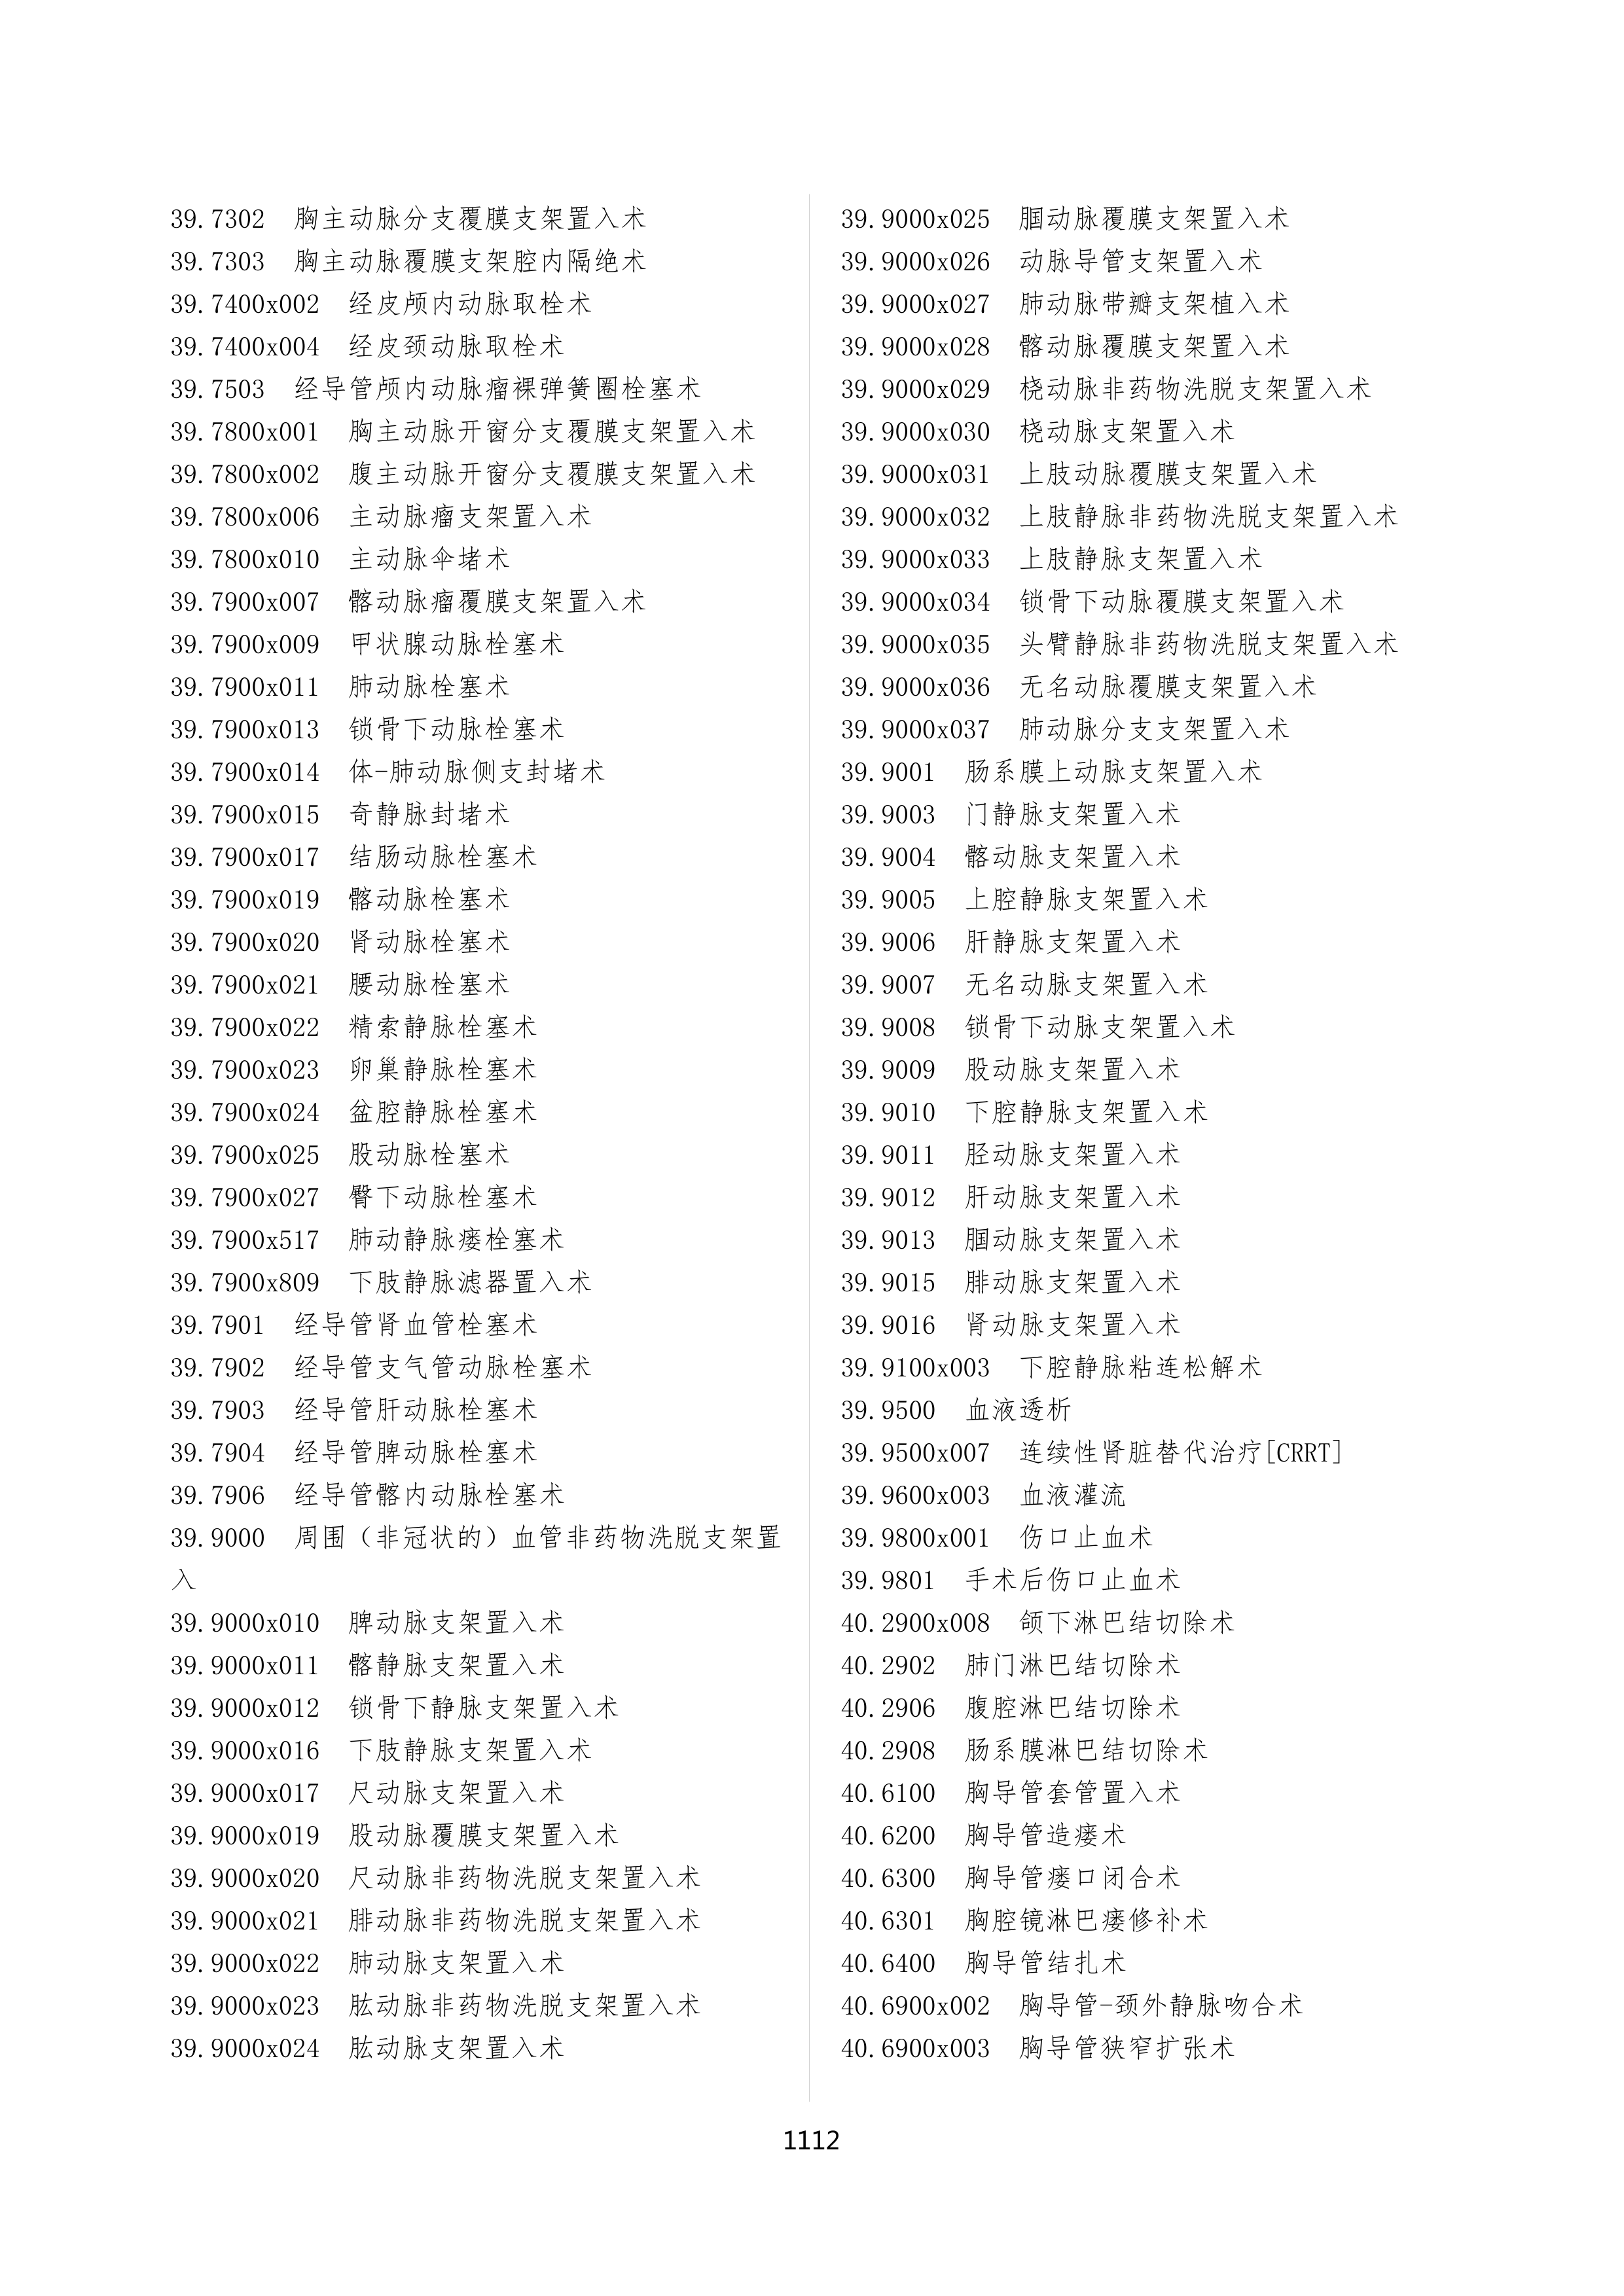 39.7302 胸主动脉分支覆膜支架置入术
39.7303 胸主动脉覆膜支架腔内隔绝术
39.7400x002 经皮颅内动脉取栓术
39.7400x004 经皮颈动脉取栓术
39.7503 经导管颅内动脉瘤裸弹簧圈栓塞术
39.7800x001 胸主动脉开窗分支覆膜支架置入术
39.7800x002 腹主动脉开窗分支覆膜支架置入术
39.7800x006 主动脉瘤支架置入术
39.7800x010 主动脉伞堵术
39.7900x007 髂动脉瘤覆膜支架置入术
39.7900x009 甲状腺动脉栓塞术
39.7900x011 肺动脉栓塞术
39.7900x013 锁骨下动脉栓塞术
39.7900x014 体-肺动脉侧支封堵术
39.7900x015 奇静脉封堵术
39.7900x017 结肠动脉栓塞术
39.7900x019 髂动脉栓塞术
39.7900x020 肾动脉栓塞术
39.7900x021 腰动脉栓塞术
39.7900x022 精索静脉栓塞术
39.7900x023 卵巢静脉栓塞术
39.7900x024 盆腔静脉栓塞术
39.7900x025 股动脉栓塞术
39.7900x027 臀下动脉栓塞术
39.7900x517 肺动静脉瘘栓塞术
39.7900x809 下肢静脉滤器置入术
39.7901 经导管肾血管栓塞术
39.7902 经导管支气管动脉栓塞术
39.7903 经导管肝动脉栓塞术
39.7904 经导管脾动脉栓塞术
39.7906 经导管髂内动脉栓塞术
39.9000 周围（非冠状的）血管非药物洗脱支架置
入
39.9000x010 脾动脉支架置入术
39.9000x011 髂静脉支架置入术
39.9000x012 锁骨下静脉支架置入术
39.9000x016 下肢静脉支架置入术
39.9000x017 尺动脉支架置入术
39.9000x019 股动脉覆膜支架置入术
39.9000x020 尺动脉非药物洗脱支架置入术
39.9000x021 腓动脉非药物洗脱支架置入术
39.9000x022 肺动脉支架置入术
39.9000x023 肱动脉非药物洗脱支架置入术
39.9000x024 肱动脉支架置入术
39.9000x025 腘动脉覆膜支架置入术
39.9000x026 动脉导管支架置入术
39.9000x027 肺动脉带瓣支架植入术
39.9000x028 髂动脉覆膜支架置入术
39.9000x029 桡动脉非药物洗脱支架置入术
39.9000x030 桡动脉支架置入术
39.9000x031 上肢动脉覆膜支架置入术
39.9000x032 上肢静脉非药物洗脱支架置入术
39.9000x033 上肢静脉支架置入术
39.9000x034 锁骨下动脉覆膜支架置入术
39.9000x035 头臂静脉非药物洗脱支架置入术
39.9000x036 无名动脉覆膜支架置入术
39.9000x037 肺动脉分支支架置入术
39.9001 肠系膜上动脉支架置入术
39.9003 门静脉支架置入术
39.9004 髂动脉支架置入术
39.9005 上腔静脉支架置入术
39.9006 肝静脉支架置入术
39.9007 无名动脉支架置入术
39.9008 锁骨下动脉支架置入术
39.9009 股动脉支架置入术
39.9010 下腔静脉支架置入术
39.9011 胫动脉支架置入术
39.9012 肝动脉支架置入术
39.9013 腘动脉支架置入术
39.9015 腓动脉支架置入术
39.9016 肾动脉支架置入术
39.9100x003 下腔静脉粘连松解术
39.9500 血液透析
39.9500x007 连续性肾脏替代治疗[CRRT]
39.9600x003 血液灌流
39.9800x001 伤口止血术
39.9801 手术后伤口止血术
40.2900x008 颌下淋巴结切除术
40.2902 肺门淋巴结切除术
40.2906 腹腔淋巴结切除术
40.2908 肠系膜淋巴结切除术
40.6100 胸导管套管置入术
40.6200 胸导管造瘘术
40.6300 胸导管瘘口闭合术
40.6301 胸腔镜淋巴瘘修补术
40.6400 胸导管结扎术
40.6900x002 胸导管-颈外静脉吻合术
40.6900x003 胸导管狭窄扩张术
1112